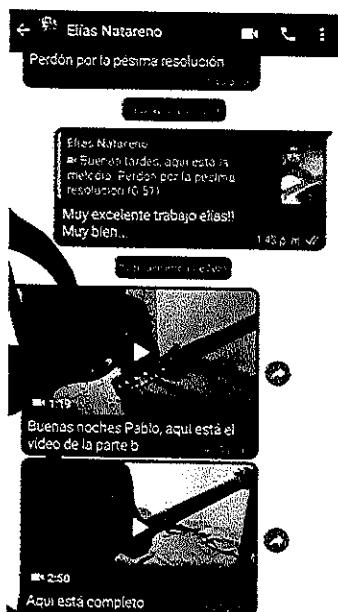 Elías Natareno
Perdón por la pésima resolución
Elías Natareno
Buenas tardes, aquí está la
melodía. Perdón por la pésima
resolución (0:57)
Muy excelente trabajo elías!!
Muy bien...
1:43 p. m.
1:19
Buenas noches Pablo, aquí está el
video de la parte b
2:50
Aquí está completo